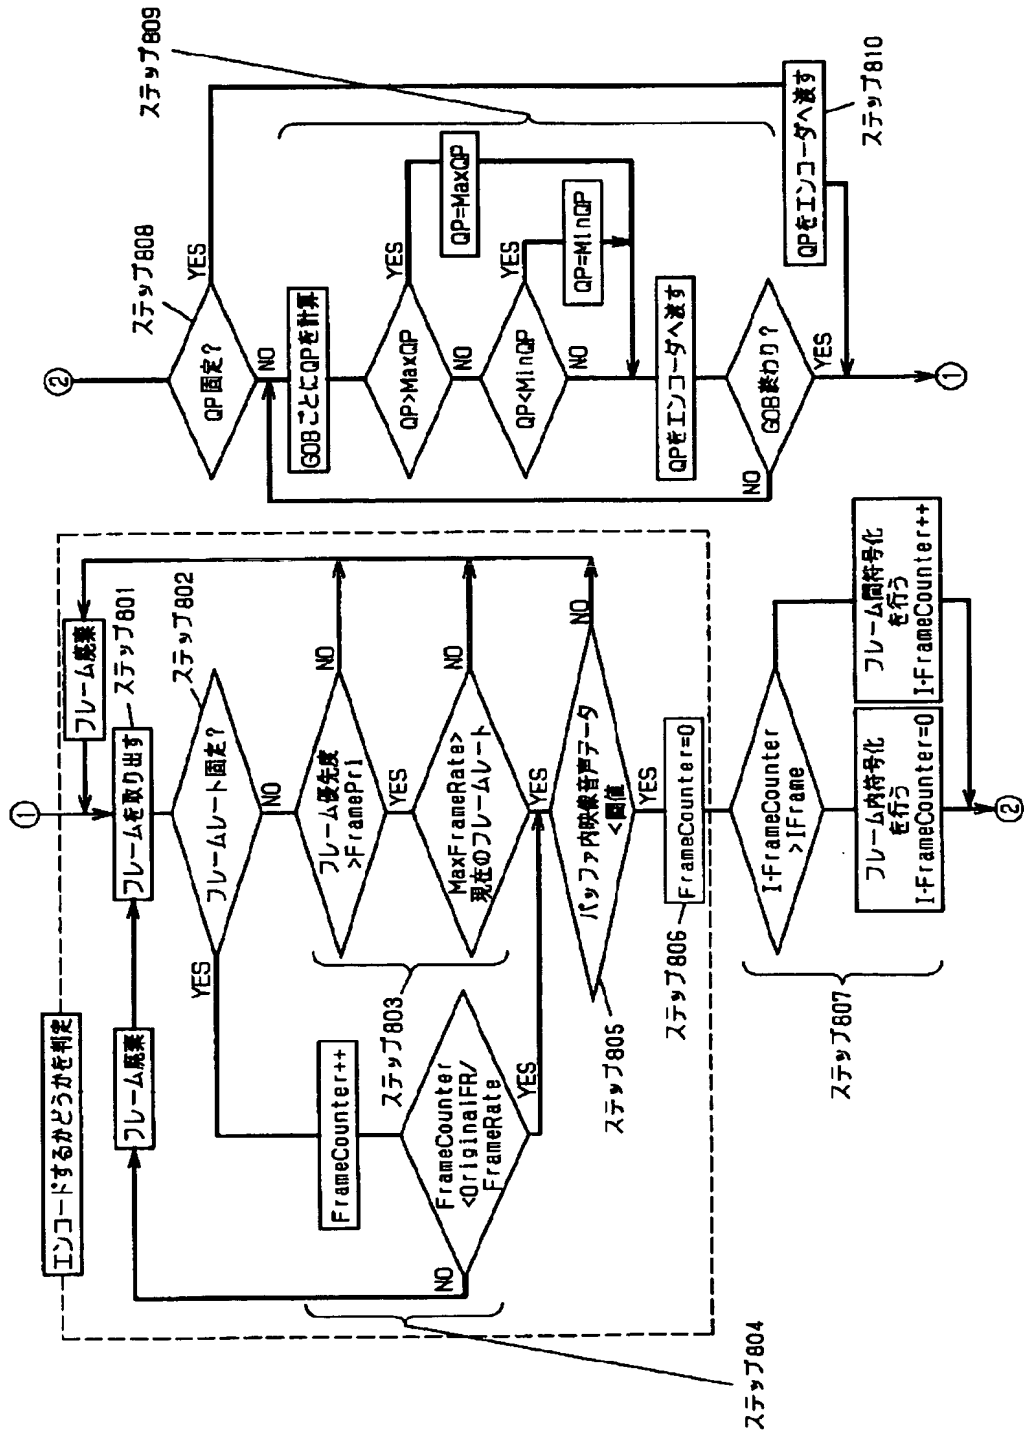 エンコードするかどうかを判定
①
フレーム廃棄
フレーム廃棄
フレームを取り出す
ステップ801
フレームレート固定?
ステップ802
YES
NO
FrameCounter++
フレーム優先度
>FramePri
NO
YES
ステップ803
MaxFrameRate>
現在のフレームレート
NO
YES
FrameCounter
<OriginalFR/
FrameRate
NO
YES
ステップ804
バッファ内映像音声データ
<閾値
NO
YES
ステップ805
FrameCounter=0
ステップ806
I-FrameCounter
>IFrame
フレーム内符号化
を行う
I-FrameCounter=0
フレーム間符号化
を行う
I-FrameCounter++
ステップ807
②
②
QP固定?
ステップ808
YES
NO
GOBごとにQPを計算
ステップ809
QP>MaxQP
YES
NO
QP=MaxQP
QP<MinQP
YES
NO
QP=MinQP
QPをエンコーダへ渡す
GOB終わり?
NO
YES
QPをエンコーダへ渡す
ステップ810
①